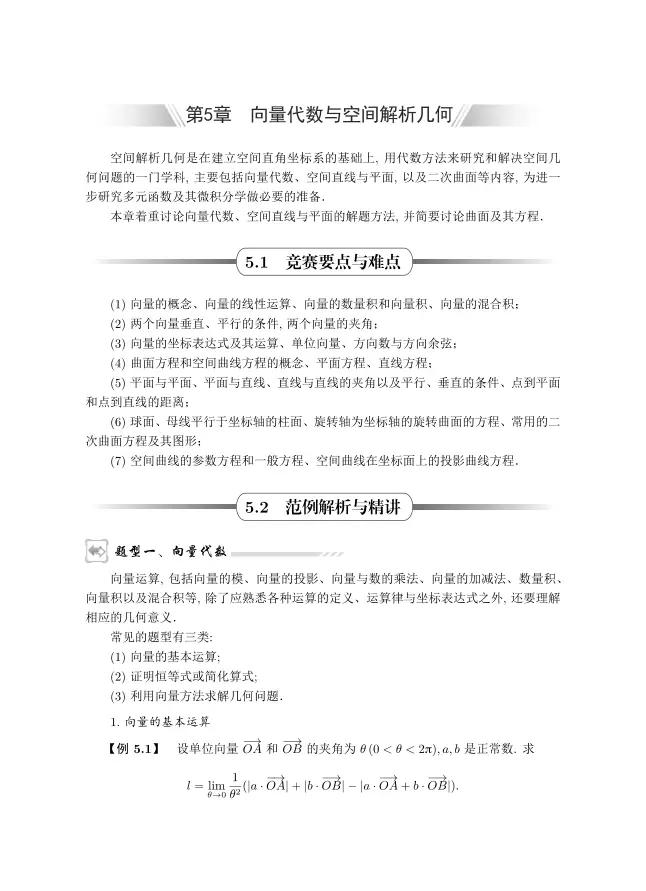 第5章　向量代数与空间解析几何
空间解析几何是在建立空间直角坐标系的基础上, 用代数方法来研究和解决空间几
何问题的一门学科, 主要包括向量代数、空间直线与平面, 以及二次曲面等内容, 为进一
步研究多元函数及其微积分学做必要的准备.
本章着重讨论向量代数、空间直线与平面的解题方法, 并简要讨论曲面及其方程.
5.1　竞赛要点与难点
(1) 向量的概念、向量的线性运算、向量的数量积和向量积、向量的混合积;
(2) 两个向量垂直、平行的条件, 两个向量的夹角;
(3) 向量的坐标表达式及其运算、单位向量、方向数与方向余弦;
(4) 曲面方程和空间曲线方程的概念、平面方程、直线方程;
(5) 平面与平面、平面与直线、直线与直线的夹角以及平行、垂直的条件、点到平面
和点到直线的距离;
(6) 球面、母线平行于坐标轴的柱面、旋转轴为坐标轴的旋转曲面的方程、常用的二
次曲面方程及其图形;
(7) 空间曲线的参数方程和一般方程、空间曲线在坐标面上的投影曲线方程.
5.2　范例解析与精讲
题型一、向量代数
向量运算, 包括向量的模、向量的投影、向量与数的乘法、向量的加减法、数量积、
向量积以及混合积等, 除了应熟悉各种运算的定义、运算律与坐标表达式之外, 还要理解
相应的几何意义.
常见的题型有三类:
(1) 向量的基本运算;
(2) 证明恒等式或简化算式;
(3) 利用向量方法求解几何问题.
1. 向量的基本运算
【例 5.1】　设单位向量 $\overrightarrow{OA}$ 和 $\overrightarrow{OB}$ 的夹角为 θ (0 < θ < 2π), a, b 是正常数. 求
$l = \lim_{\theta \to 0} \frac{1}{\theta^2}(|a \cdot \overrightarrow{OA}| + |b \cdot \overrightarrow{OB}| - |a \cdot \overrightarrow{OA} + b \cdot \overrightarrow{OB}|).$